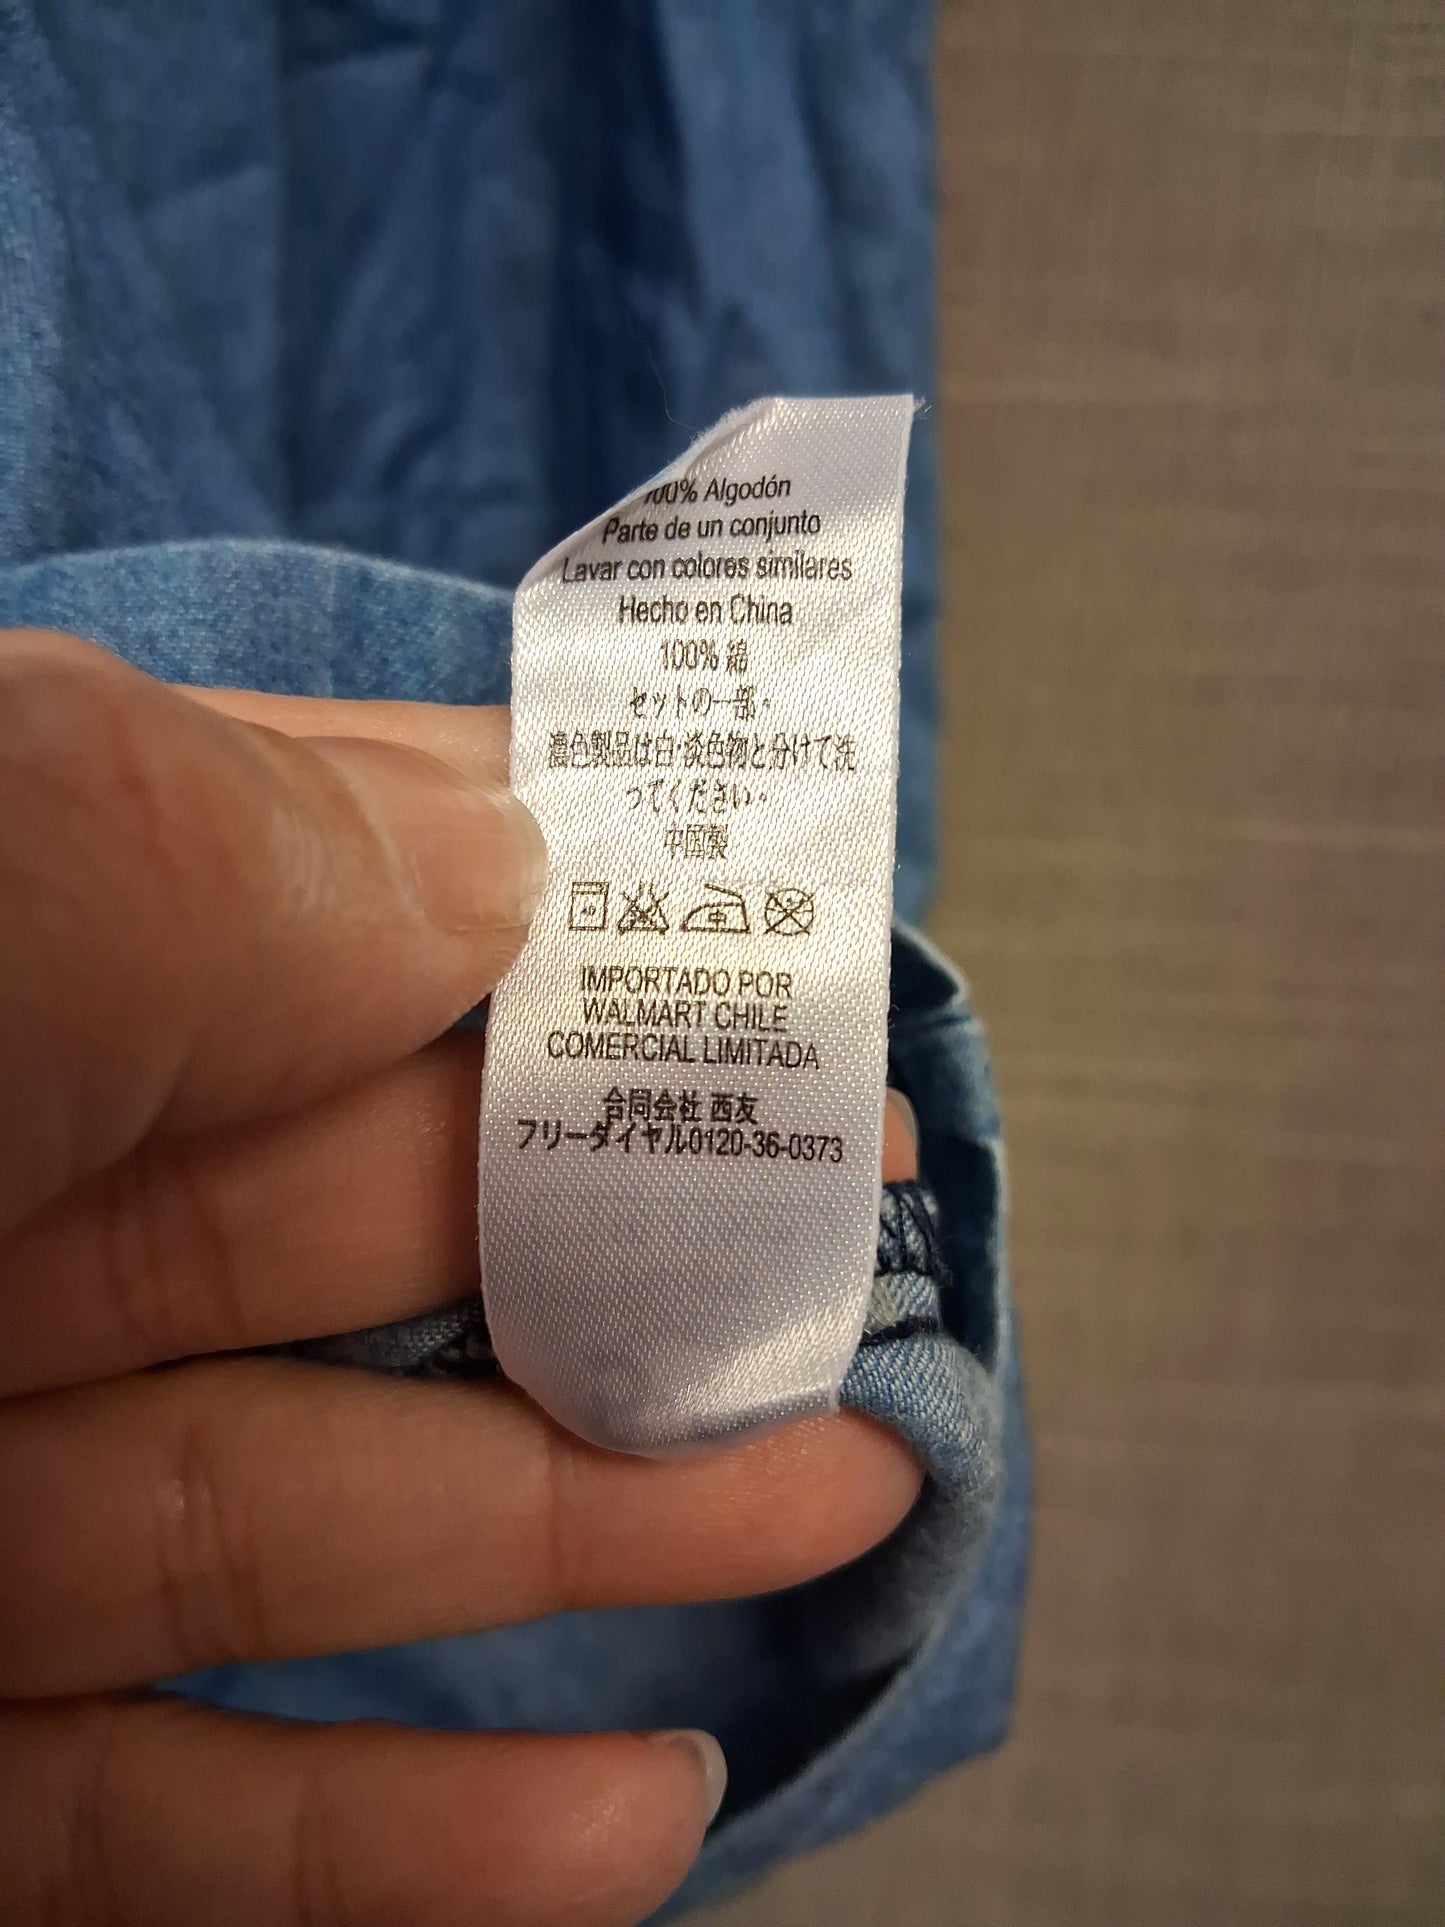 100% Algodón
Parte de un conjunto
Lavar con colores similares
Hecho en China
100% 綿
セットの一部。
濃色製品は白・淡色物と分けて洗
ってください。
中国製
40
中
IMPORTADO POR
WALMART CHILE
COMERCIAL LIMITADA
合同会社 西友
フリーダイヤル0120-36-0373